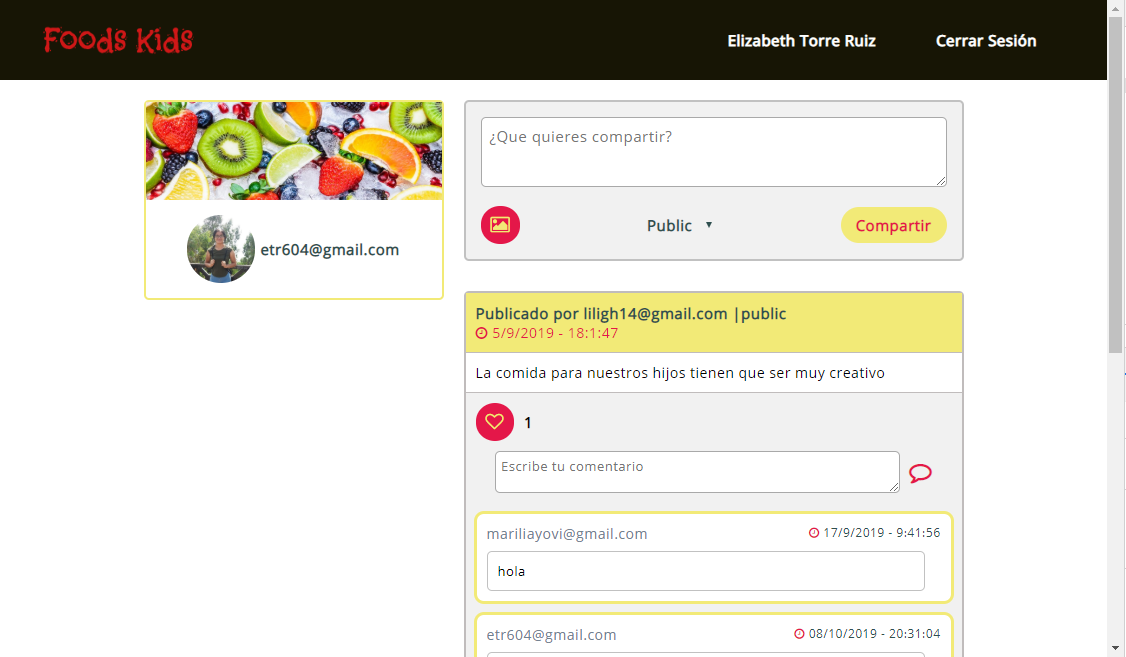 Foods Kids
Elizabeth Torre Ruiz
Cerrar Sesión
etr604@gmail.com
¿Que quieres compartir?
Public
Compartir
Publicado por liligh14@gmail.com |public
5/9/2019 - 18:1:47
La comida para nuestros hijos tienen que ser muy creativo
1
Escribe tu comentario
mariliayovi@gmail.com
17/9/2019 - 9:41:56
hola
etr604@gmail.com
08/10/2019 - 20:31:04